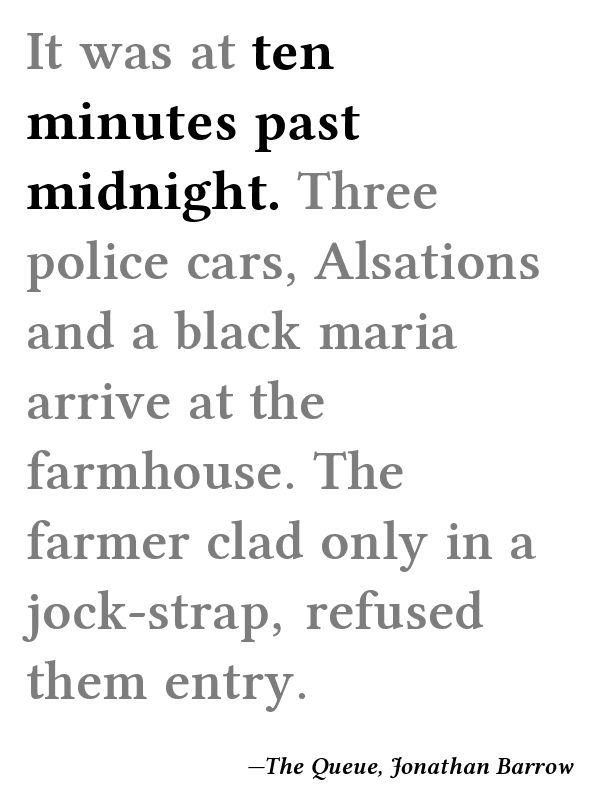 It was at ten
minutes past
midnight. Three
police cars, Alsations
and a black maria
arrive at the
farmhouse. The
farmer clad only in a
jock-strap, refused
them entry.
—The Queue, Jonathan Barrow